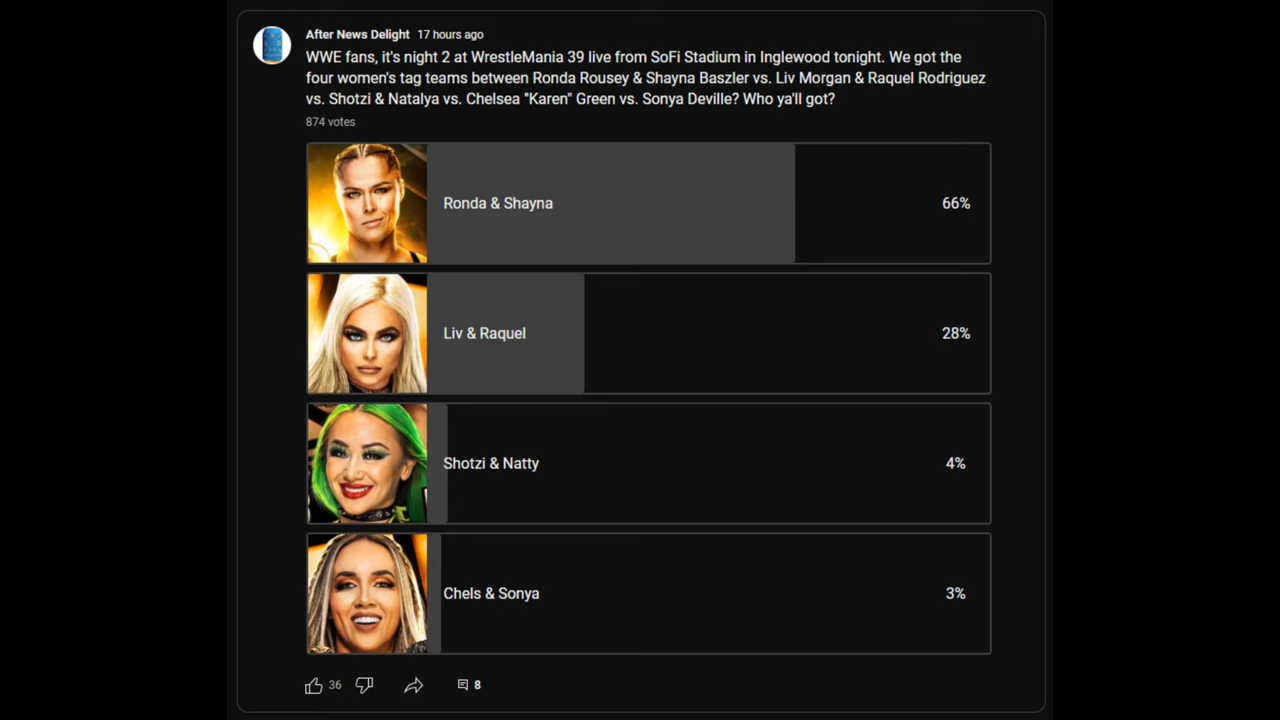 After News Delight 17 hours ago
WWE fans, it's night 2 at WrestleMania 39 live from SoFi Stadium in Inglewood tonight. We got the
four women's tag teams between Ronda Rousey & Shayna Baszler vs. Liv Morgan & Raquel Rodriguez
vs. Shotzi & Natalya vs. Chelsea "Karen" Green vs. Sonya Deville? Who ya'll got?
874 votes
Ronda & Shayna 66%
Liv & Raquel 28%
Shotzi & Natty 4%
Chels & Sonya 3%
36 8